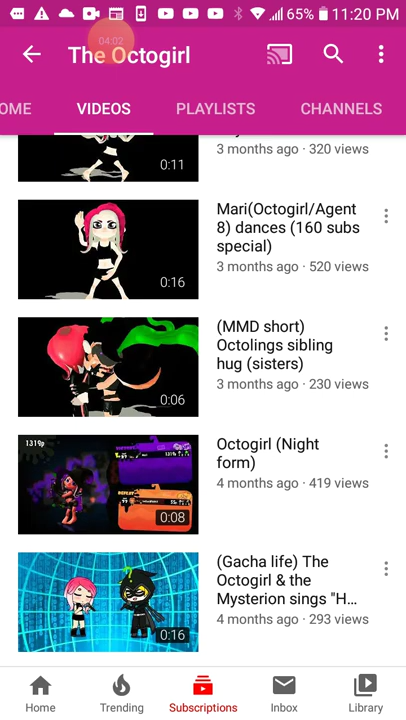 65% 11:20 PM
04:02
The Octogirl
OME VIDEOS PLAYLISTS CHANNELS
0:11
3 months ago · 320 views
Mari(Octogirl/Agent
8) dances (160 subs
special)
3 months ago · 520 views
0:16
(MMD short)
Octolings sibling
hug (sisters)
3 months ago · 230 views
0:06
1319p
Octogirl (Night
form)
4 months ago · 419 views
0:08
(Gacha life) The
Octogirl & the
Mysterion sings "H...
4 months ago · 293 views
0:16
Home Trending Subscriptions Inbox Library